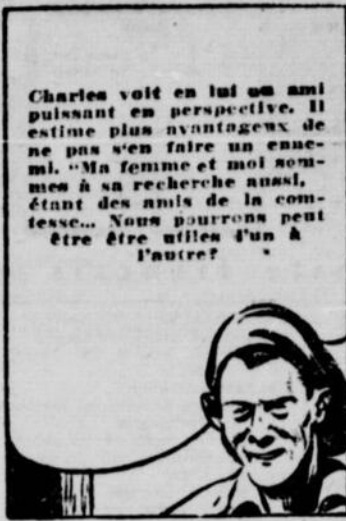 Charles voit en lui un ami
puissant en perspective. Il
estime plus avantageux de
ne pas s'en faire un enne-
mi. "Ma femme et moi som-
mes à sa recherche aussi,
étant des amis de la com-
tesse... Nous pourrons peut
être être utiles l'un à
l'autre?